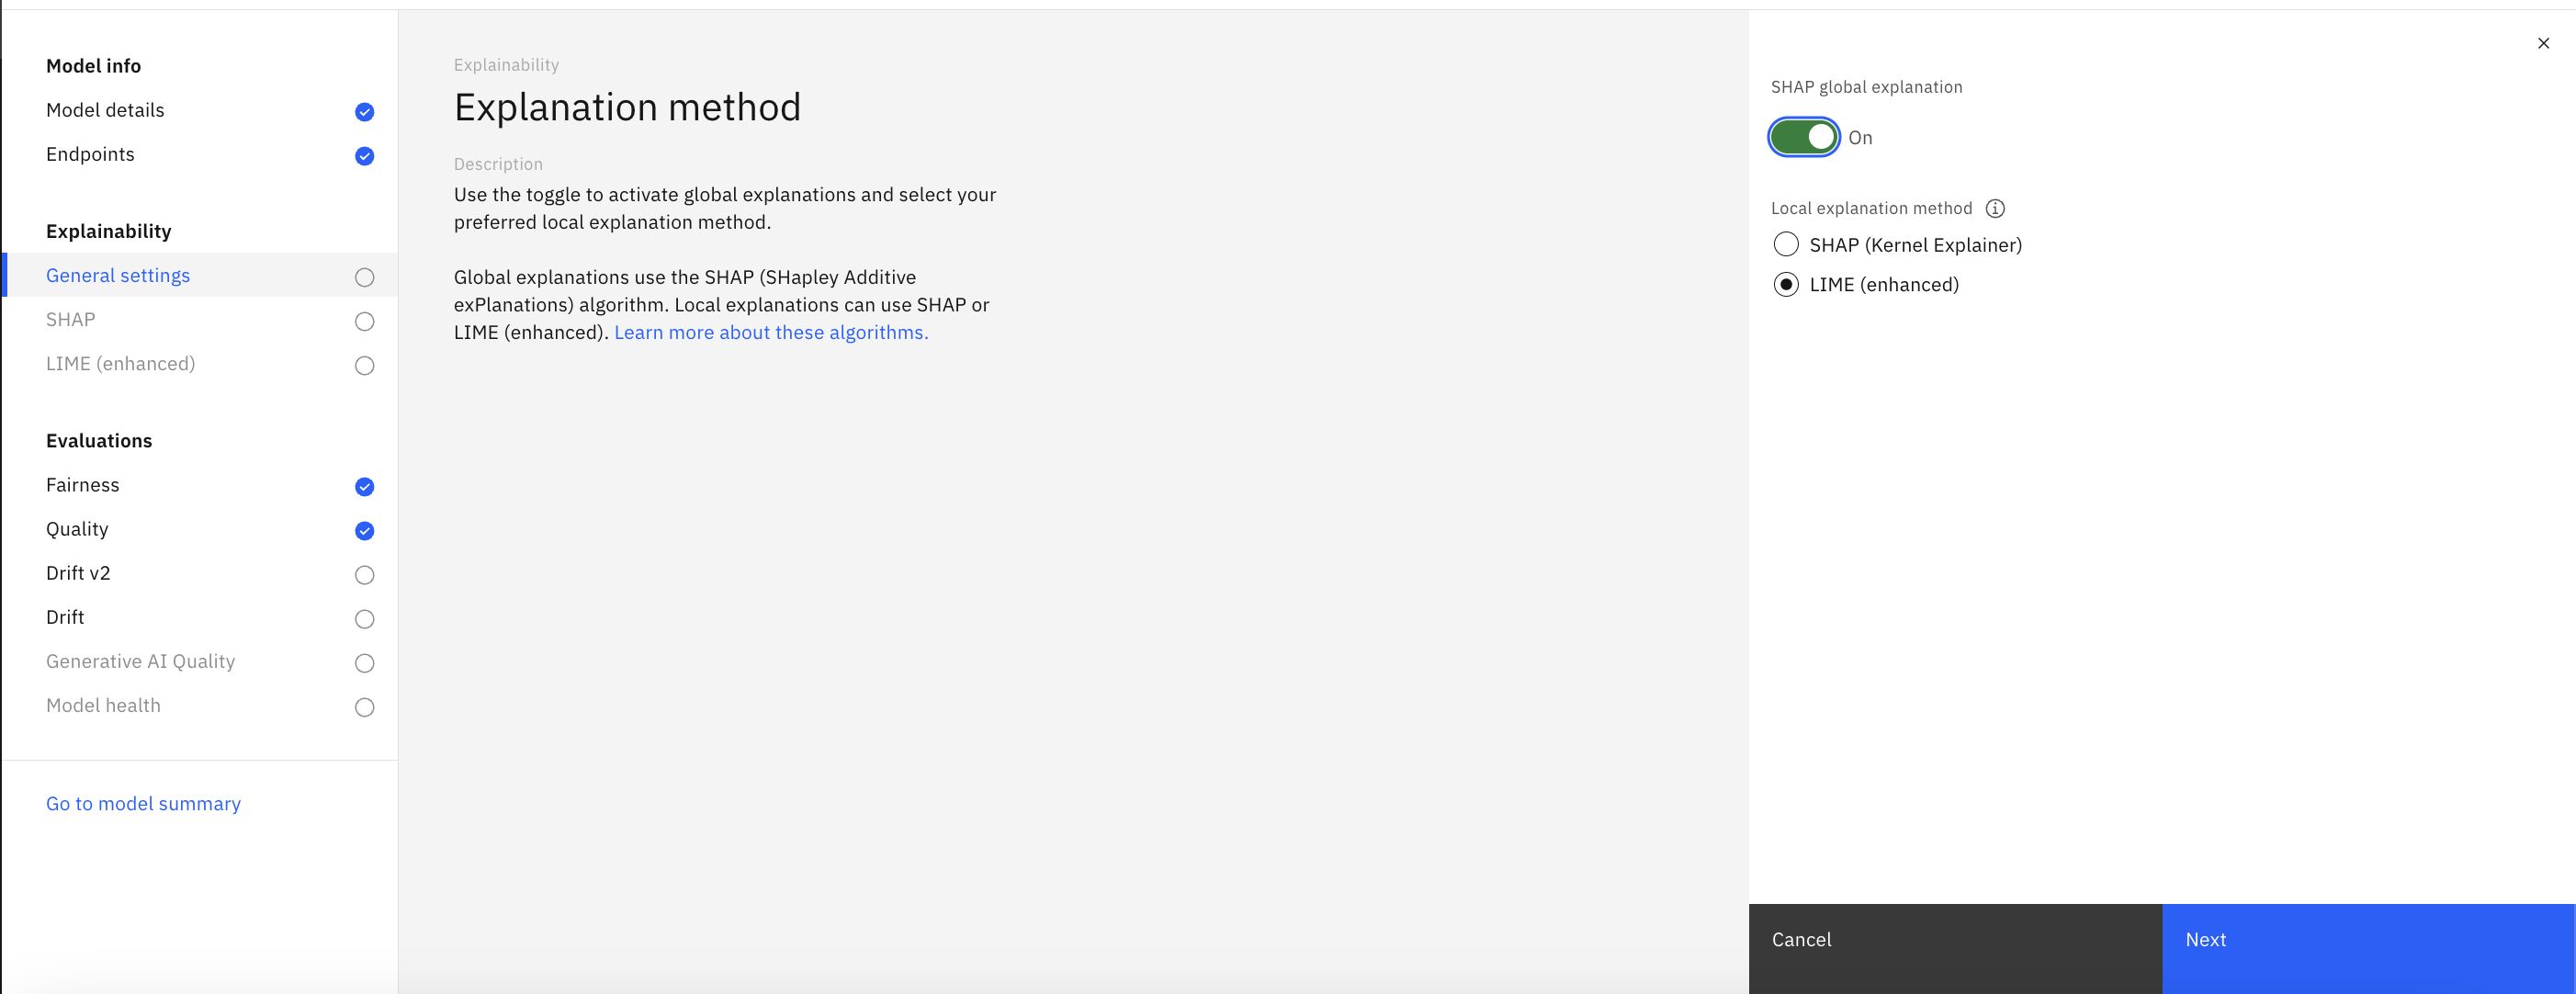 Model info
Model details
Endpoints
Explainability
General settings
SHAP
LIME (enhanced)
Evaluations
Fairness
Quality
Drift v2
Drift
Generative AI Quality
Model health
Go to model summary
Explainability
Explanation method
Description
Use the toggle to activate global explanations and select your
preferred local explanation method.
Global explanations use the SHAP (SHapley Additive
exPlanations) algorithm. Local explanations can use SHAP or
LIME (enhanced). Learn more about these algorithms.
SHAP global explanation
On
Local explanation method
SHAP (Kernel Explainer)
LIME (enhanced)
Cancel
Next